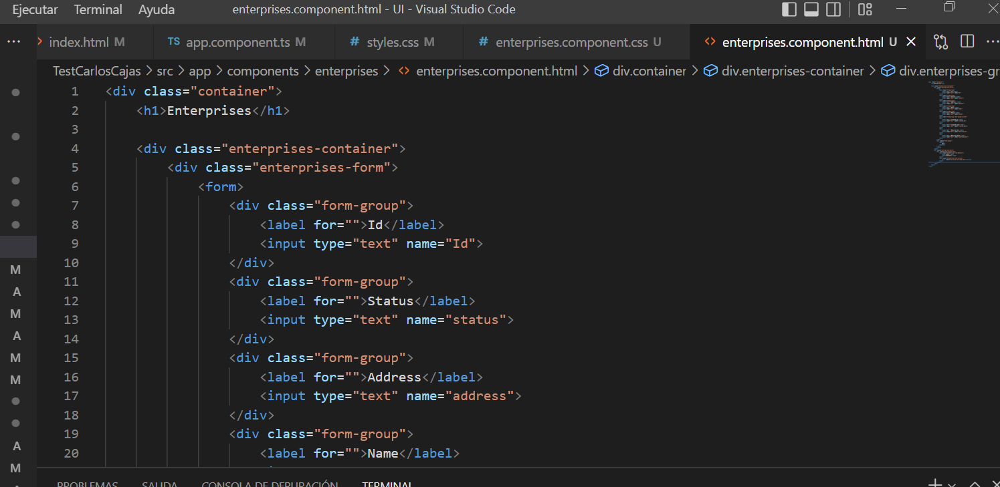 Ejecutar Terminal Ayuda enterprises.component.html - UI - Visual Studio Code
··· index.html M TS app.component.ts M # styles.css M # enterprises.component.css U <> enterprises.component.html U ···
TestCarlosCajas > src > app > components > enterprises > <> enterprises.component.html > div.container > div.enterprises-container > div.enterprises-gr
1 <div class="container">
2 <h1>Enterprises</h1>
3
4 <div class="enterprises-container">
5 <div class="enterprises-form">
6 <form>
7 <div class="form-group">
8 <label for="">Id</label>
9 <input type="text" name="Id">
10 </div>
11 <div class="form-group">
12 <label for="">Status</label>
13 <input type="text" name="status">
14 </div>
15 <div class="form-group">
16 <label for="">Address</label>
17 <input type="text" name="address">
18 </div>
19 <div class="form-group">
20 <label for="">Name</label>
M
A
M
A
M
M
A
M
PROBLEMAS SALIDA CONSOLA DE DEPURACIÓN TERMINAL